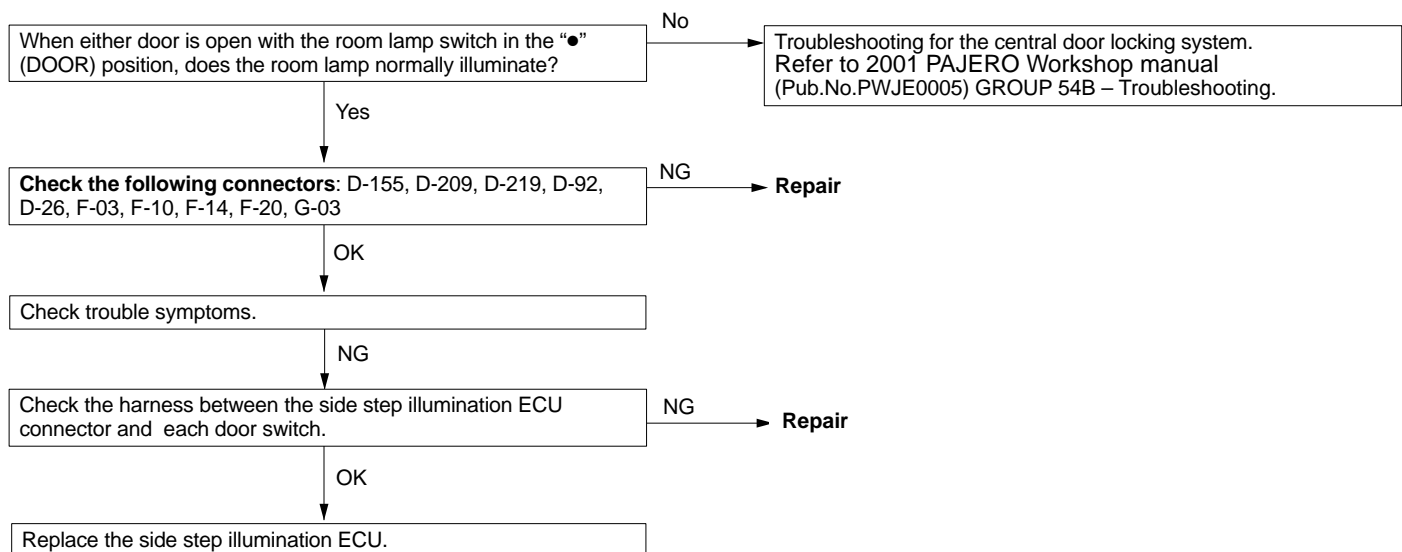 When either door is open with the room lamp switch in the “●”
(DOOR) position, does the room lamp normally illuminate?
No
Troubleshooting for the central door locking system.
Refer to 2001 PAJERO Workshop manual
(Pub.No.PWJE0005) GROUP 54B – Troubleshooting.
Yes
Check the following connectors: D-155, D-209, D-219, D-92,
D-26, F-03, F-10, F-14, F-20, G-03
NG
Repair
OK
Check trouble symptoms.
NG
Check the harness between the side step illumination ECU
connector and each door switch.
NG
Repair
OK
Replace the side step illumination ECU.